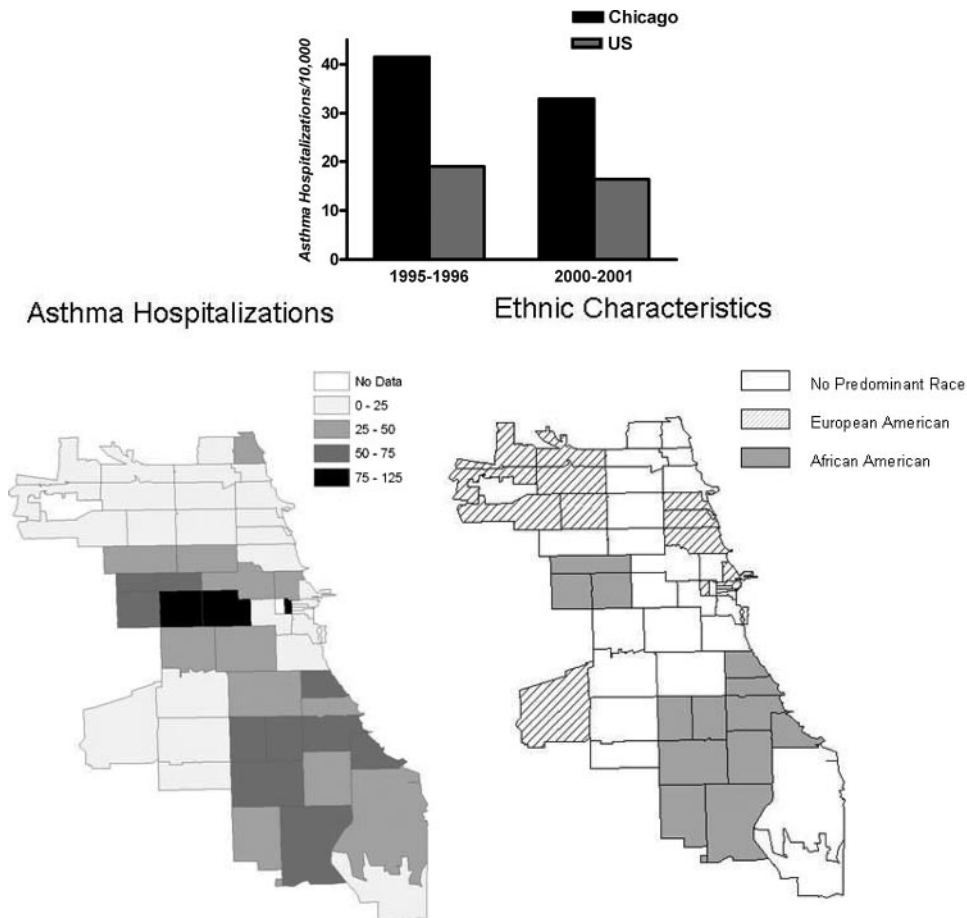 Chicago
US
Asthma Hospitalizations/10,000
40
30
20
10
0
1995-1996
2000-2001
Asthma Hospitalizations
Ethnic Characteristics
No Data
0 - 25
25 - 50
50 - 75
75 - 125
No Predominant Race
European American
African American